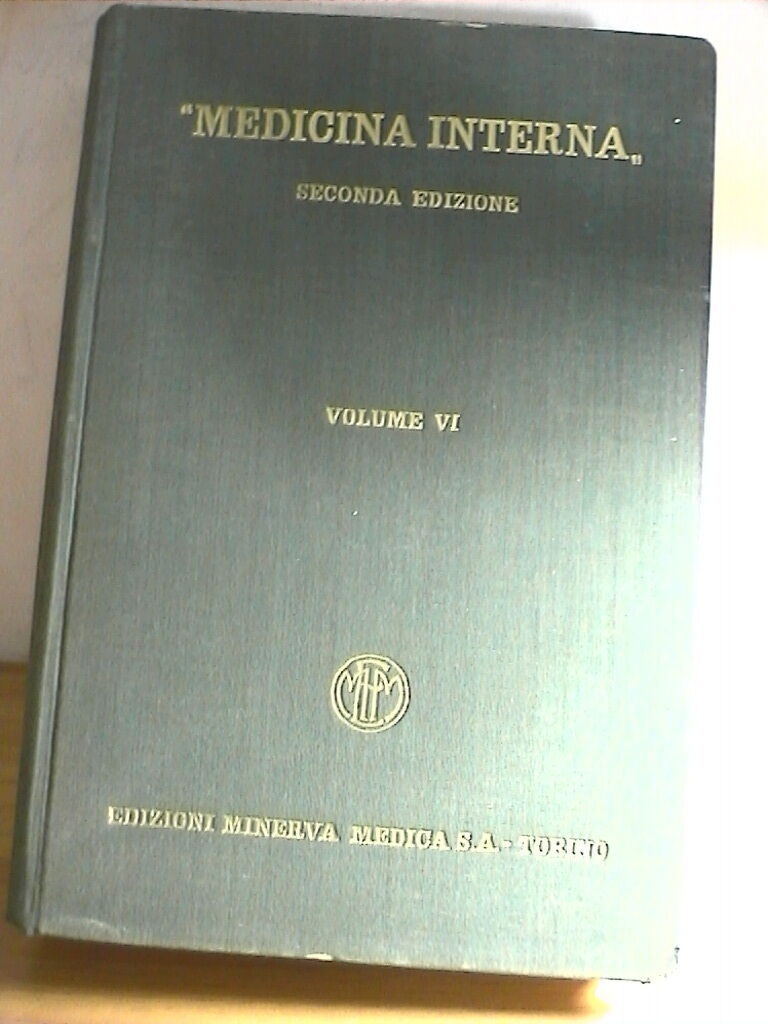 “MEDICINA INTERNA„
SECONDA EDIZIONE
VOLUME VI
EDIZIONI MINERVA MEDICA S.A. - TORINO